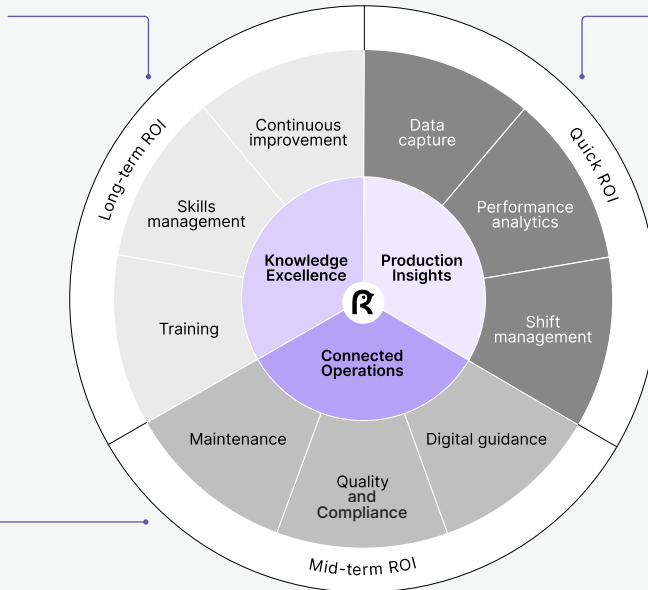 Quick ROI
Data
capture
Performance
analytics
Shift
management
Production
Insights
Mid-term ROI
Digital guidance
Quality
and
Compliance
Maintenance
Connected
Operations
Long-term ROI
Training
Skills
management
Continuous
improvement
Knowledge
Excellence